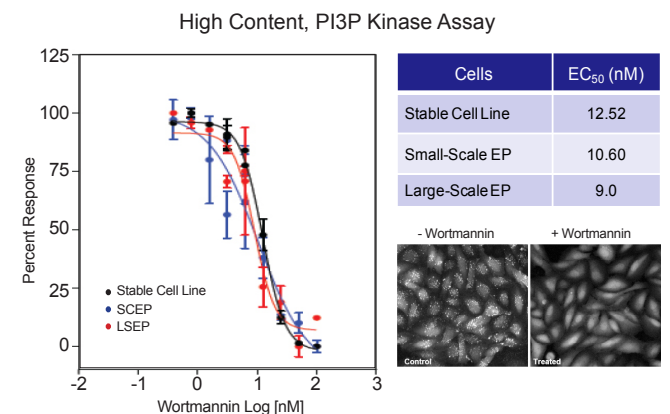 High Content, PI3P Kinase Assay
125
100
75
50
25
0
Percent Response
Stable Cell Line
SCEP
LSEP
-2
-1
0
1
2
3
Wortmannin Log [nM]
Cells
EC50 (nM)
Stable Cell Line
12.52
Small-Scale EP
10.60
Large-Scale EP
9.0
- Wortmannin
+ Wortmannin
Control
Treated